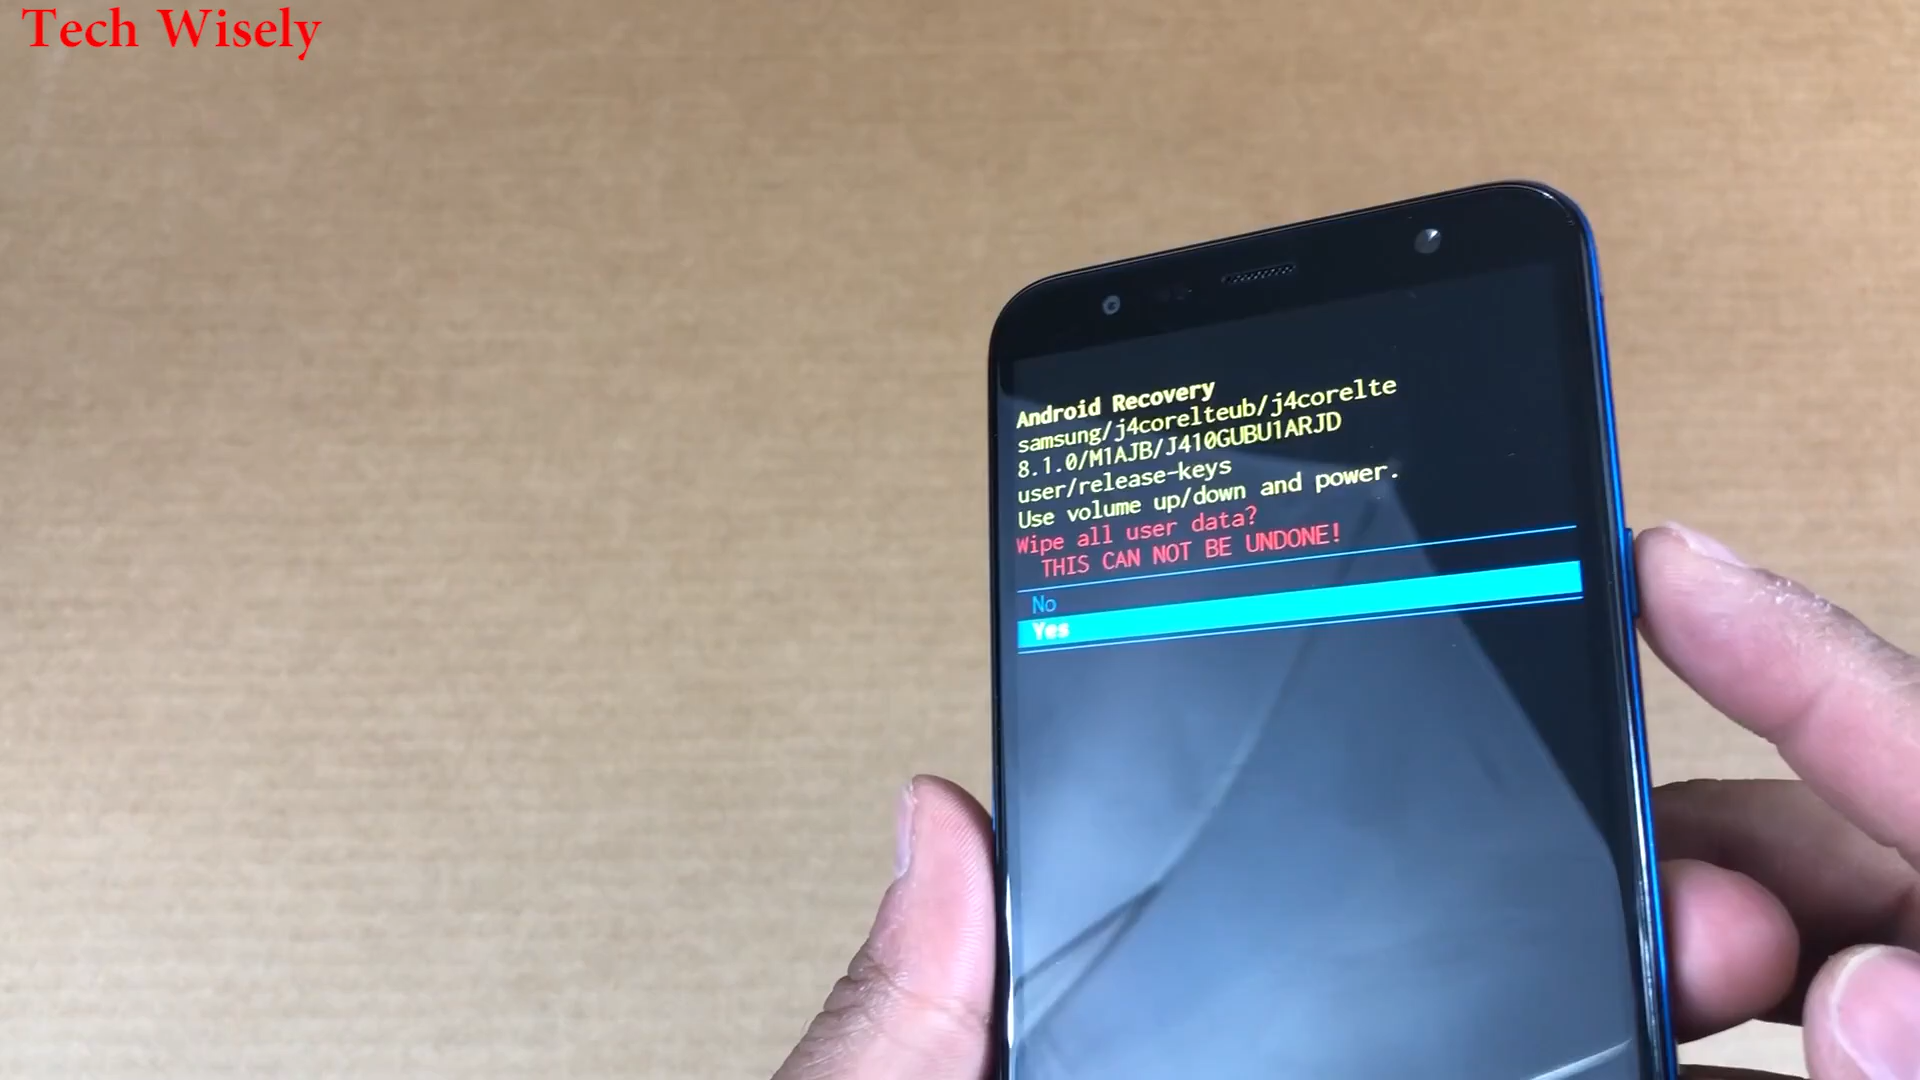 Tech Wisely
Android Recovery
samsung/j4corelteub/j4corelte
8.1.0/M1AJB/J410GUBU1ARJD
user/release-keys
Use volume up/down and power.
Wipe all user data?
THIS CAN NOT BE UNDONE!
No
Yes